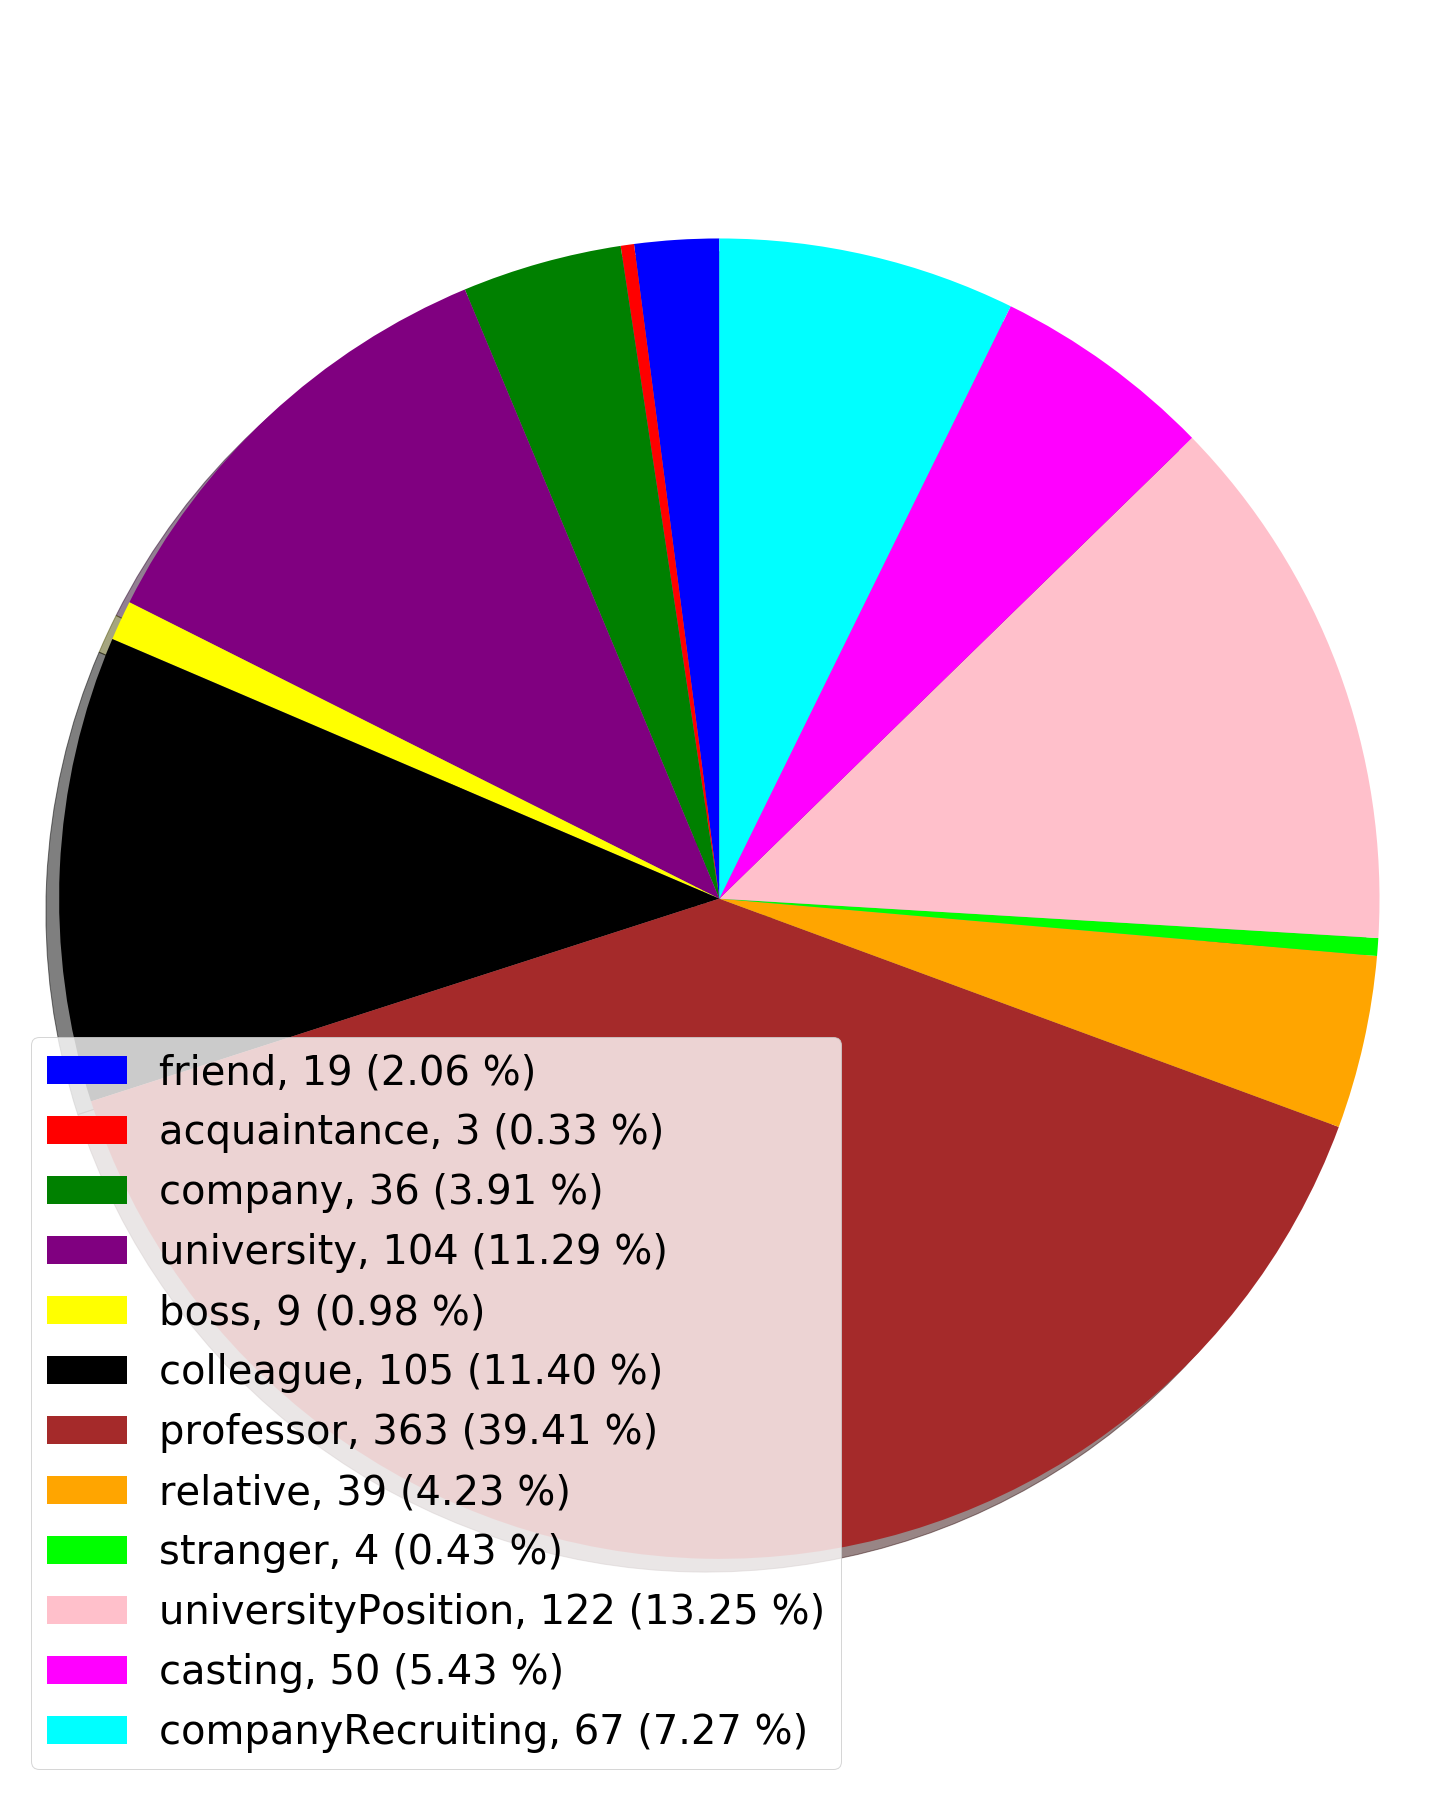 friend, 19 (2.06 %)
acquaintance, 3 (0.33 %)
company, 36 (3.91 %)
university, 104 (11.29 %)
boss, 9 (0.98 %)
colleague, 105 (11.40 %)
professor, 363 (39.41 %)
relative, 39 (4.23 %)
stranger, 4 (0.43 %)
universityPosition, 122 (13.25 %)
casting, 50 (5.43 %)
companyRecruiting, 67 (7.27 %)